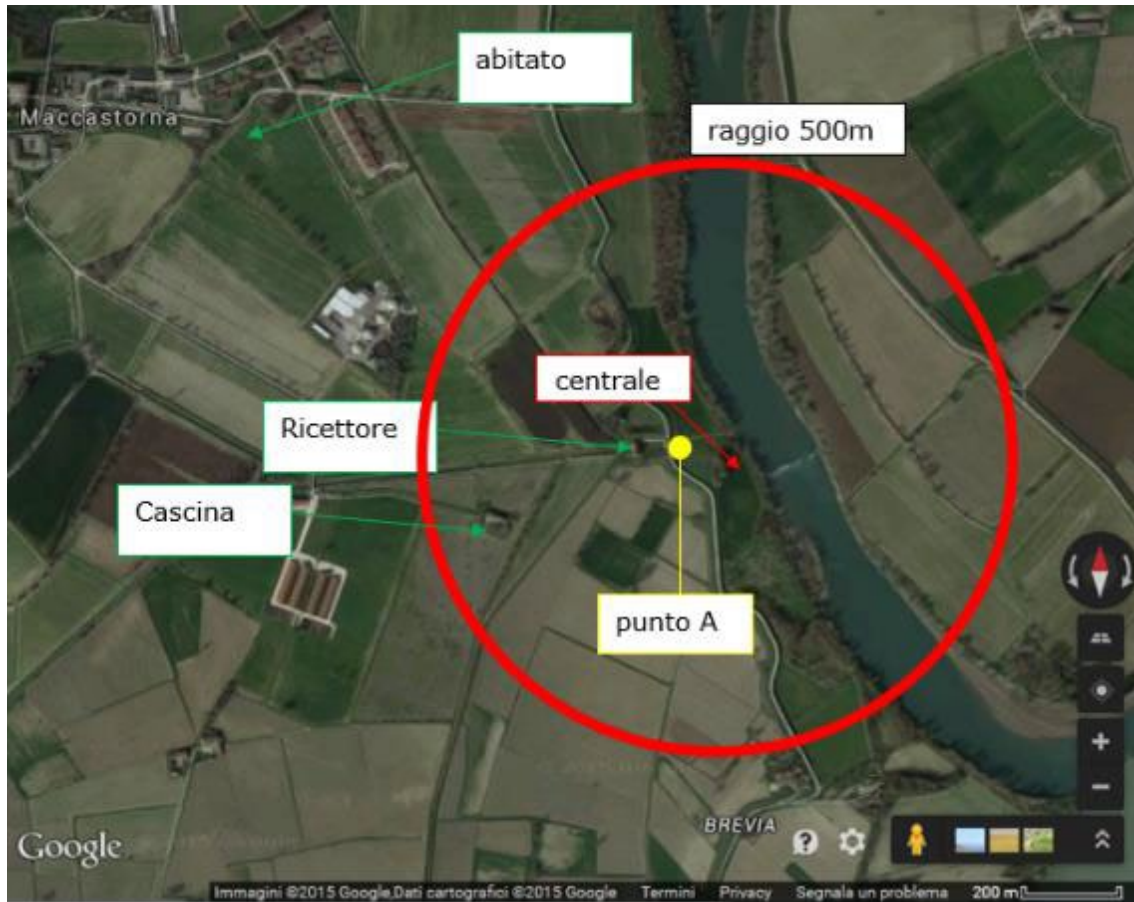 abitato
Maccastorna
raggio 500m
centrale
Ricettore
Cascina
punto A
BREVIA
Google
Immagini ©2015 Google,Dati cartografici ©2015 Google Termini Privacy Segnala un problema 200 m